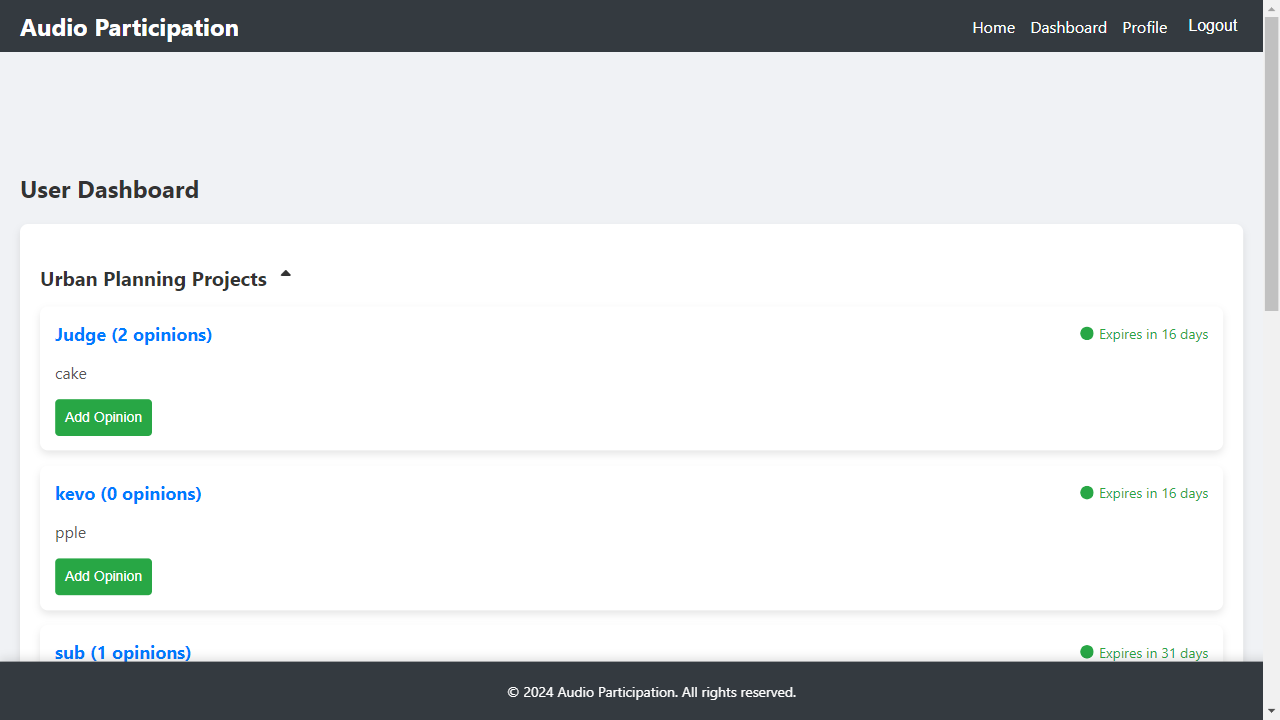 Audio Participation
Home Dashboard Profile Logout
User Dashboard
Urban Planning Projects
Judge (2 opinions) Expires in 16 days
cake
Add Opinion
kevo (0 opinions) Expires in 16 days
pple
Add Opinion
sub (1 opinions) Expires in 31 days
© 2024 Audio Participation. All rights reserved.